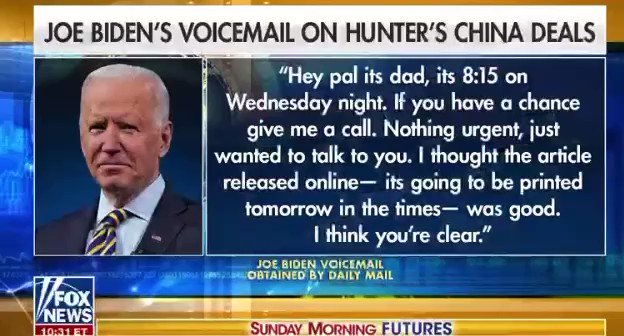 JOE BIDEN'S VOICEMAIL ON HUNTER'S CHINA DEALS
“Hey pal its dad, its 8:15 on
Wednesday night. If you have a chance
give me a call. Nothing urgent, just
wanted to talk to you. I thought the article
released online— its going to be printed
tomorrow in the times— was good.
I think you’re clear.”
JOE BIDEN VOICEMAIL
OBTAINED BY DAILY MAIL
FOX
NEWS
10:31 ET
SUNDAY MORNING FUTURES